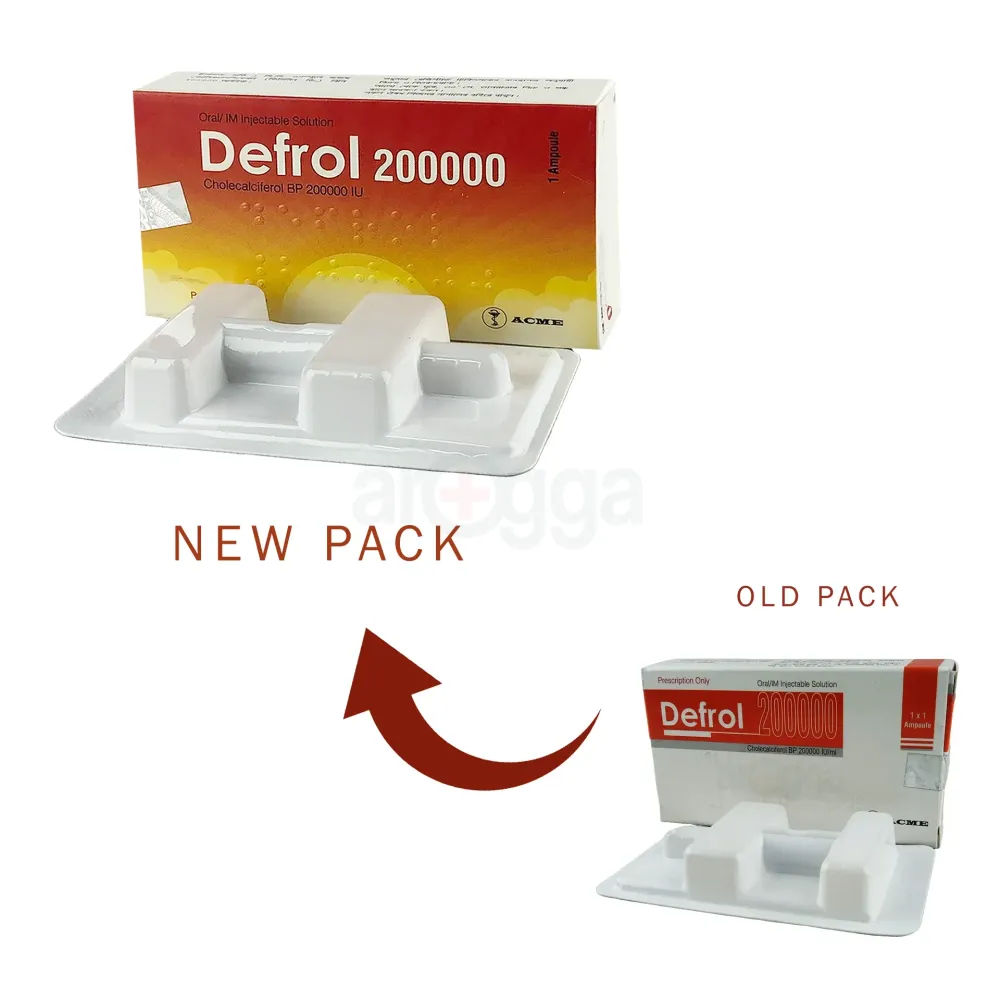 Oral/ IM Injectable Solution
Defrol 200000
Cholecalciferol BP 200000 IU
1 Ampoule
ACME
arogga
NEW PACK
OLD PACK
Prescription Only
Oral/IM Injectable Solution
Defrol 200000
Cholecalciferol BP 200000 IU/ml
1 x 1
Ampoule
ACME